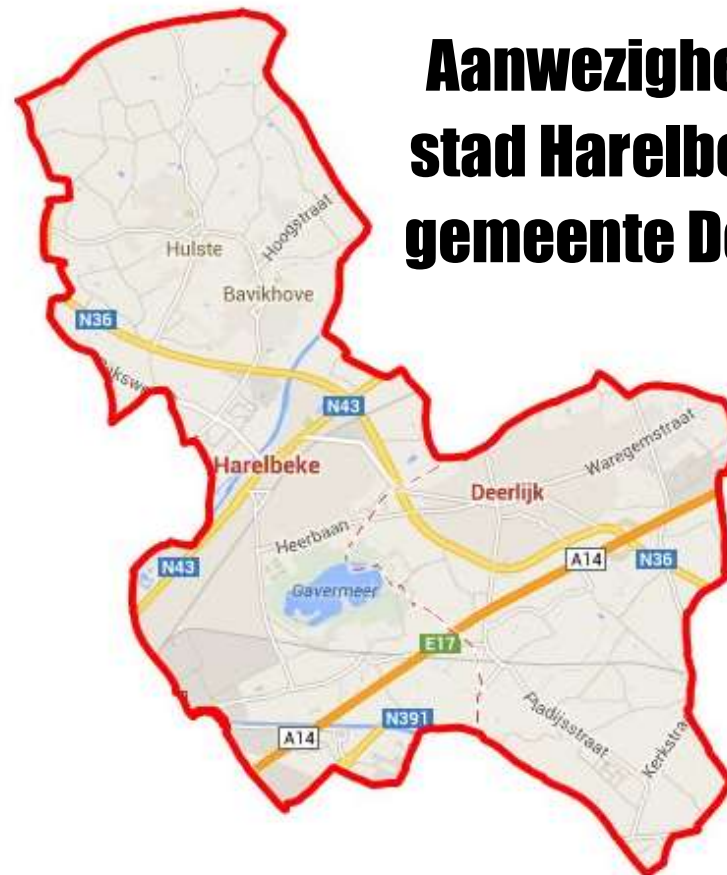 Aanwezighe
stad Harelbe
gemeente De
Hulste
Hoogstraat
Bavikhove
N36
N43
Harelbeke
Waregemstraat
Deerlijk
Heerbaan
N43
A14
N36
Gavermeer
E17
N391
A14
Pladijsstraat
Kerkstra